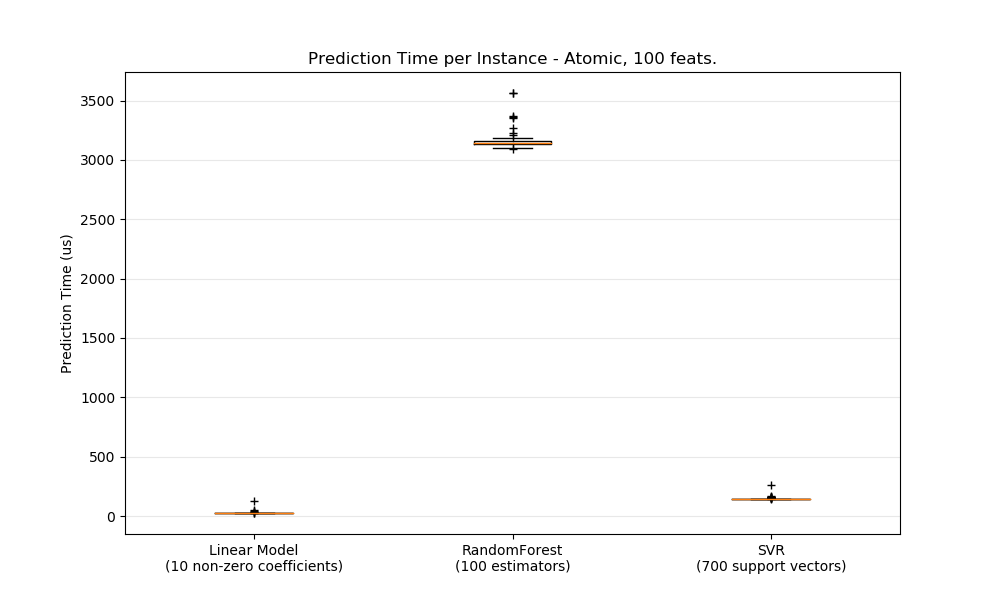 Prediction Time per Instance - Atomic, 100 feats.
Prediction Time (us)
3500
3000
2500
2000
1500
1000
500
0
Linear Model
(10 non-zero coefficients)
RandomForest
(100 estimators)
SVR
(700 support vectors)